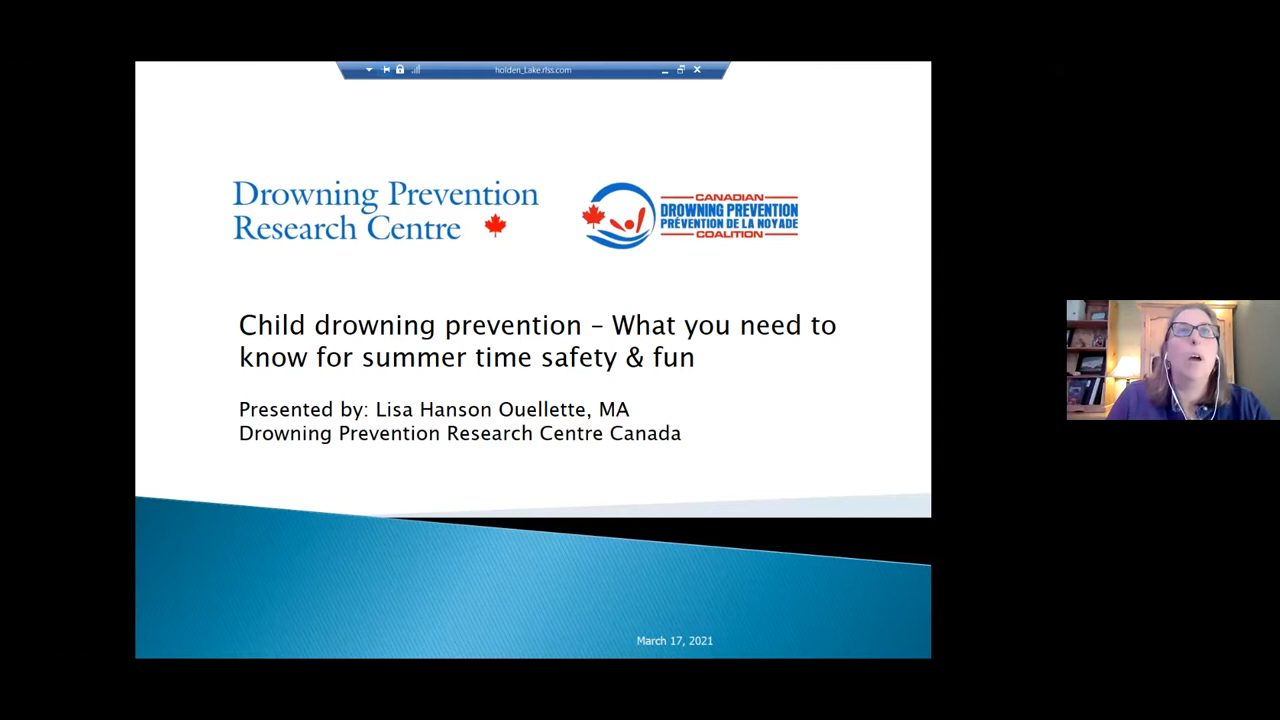 holden_Lake.rlss.com
Drowning Prevention
Research Centre
CANADIAN
DROWNING PREVENTION
PRÉVENTION DE LA NOYADE
COALITION
Child drowning prevention – What you need to
know for summer time safety & fun
Presented by: Lisa Hanson Ouellette, MA
Drowning Prevention Research Centre Canada
March 17, 2021